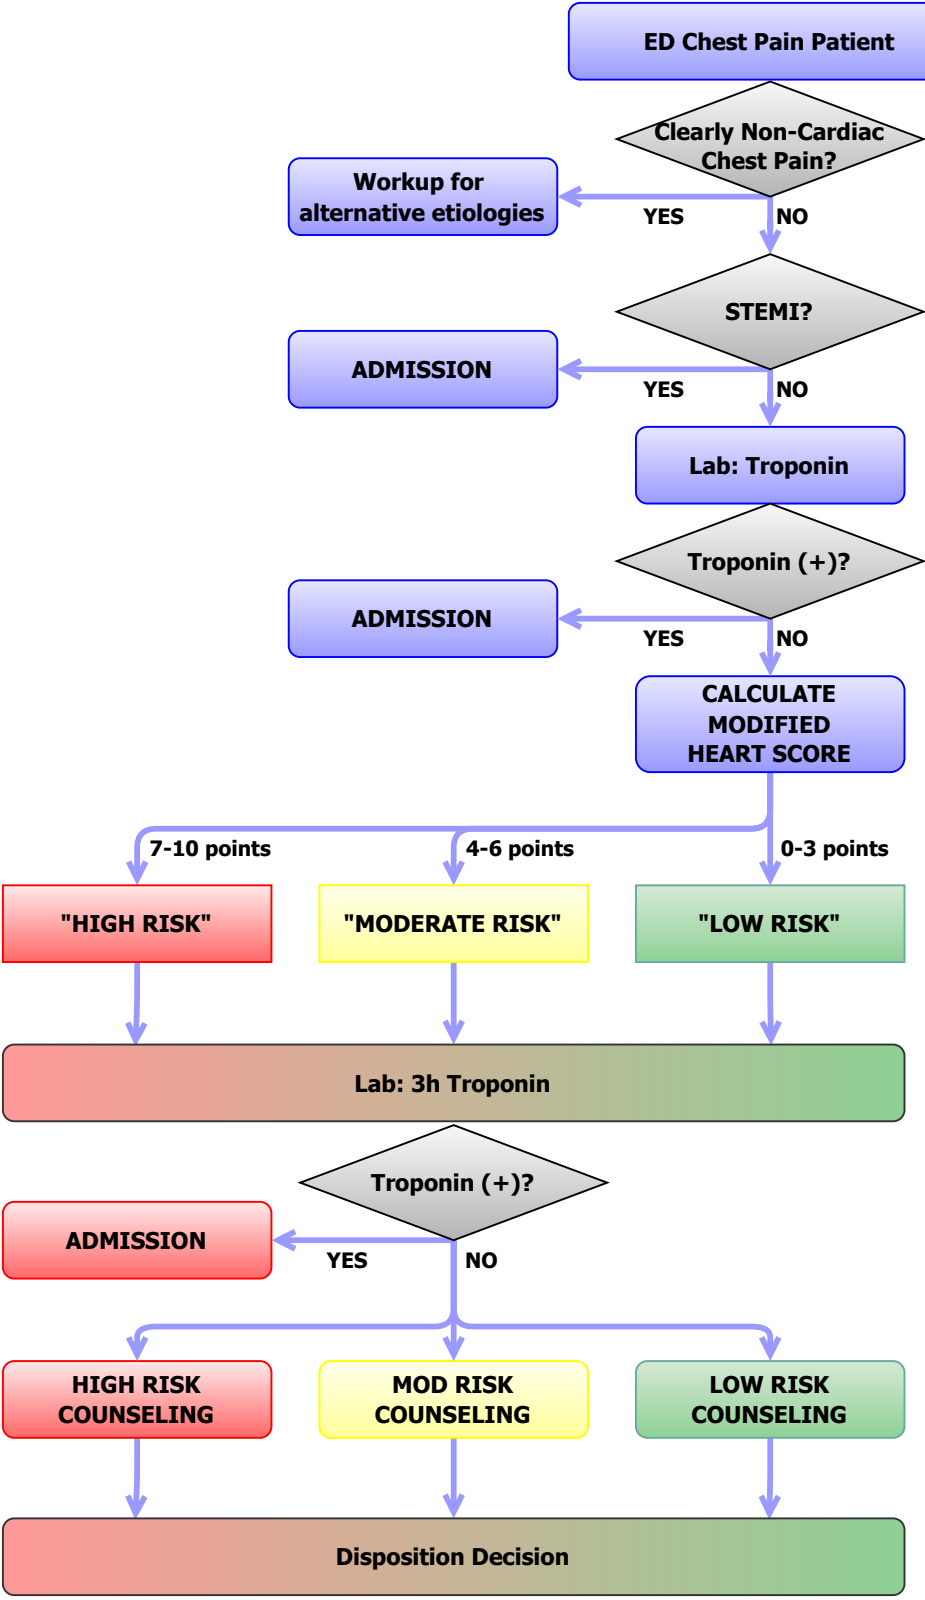 ED Chest Pain Patient
Clearly Non-Cardiac
Chest Pain?
Workup for
alternative etiologies
YES
NO
STEMI?
ADMISSION
YES
NO
Lab: Troponin
Troponin (+)?
ADMISSION
YES
NO
CALCULATE
MODIFIED
HEART SCORE
7-10 points
4-6 points
0-3 points
"HIGH RISK"
"MODERATE RISK"
"LOW RISK"
Lab: 3h Troponin
Troponin (+)?
ADMISSION
YES
NO
HIGH RISK
COUNSELING
MOD RISK
COUNSELING
LOW RISK
COUNSELING
Disposition Decision